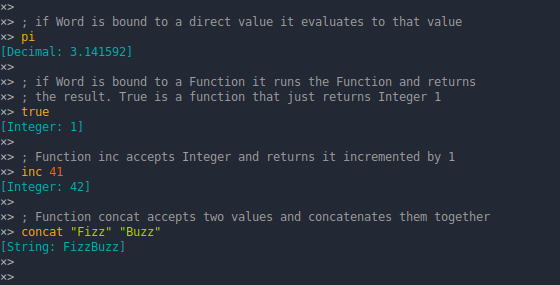 ×>
×> ; if Word is bound to a direct value it evaluates to that value
×> pi
[Decimal: 3.141592]
×>
×> ; if Word is bound to a Function it runs the Function and returns
×> ; the result. True is a function that just returns Integer 1
×> true
[Integer: 1]
×>
×> ; Function inc accepts Integer and returns it incremented by 1
×> inc 41
[Integer: 42]
×>
×> ; Function concat accepts two values and concatenates them together
×> concat "Fizz" "Buzz"
[String: FizzBuzz]
×>
×>